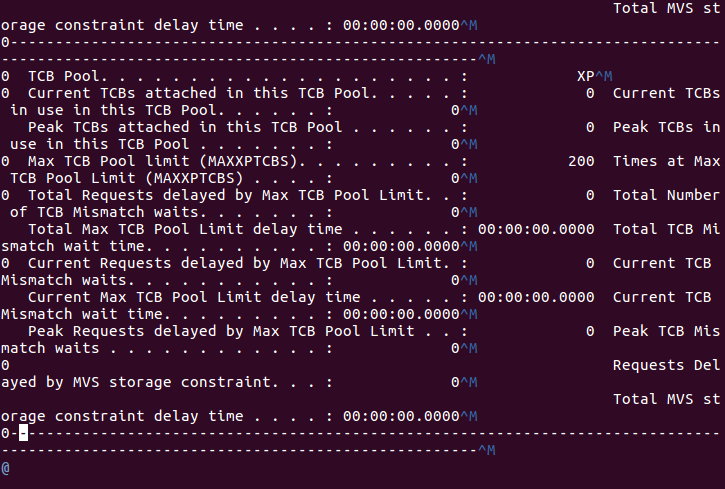 Total MVS st
orage constraint delay time . . . . : 00:00:00.0000^M
0-------------------------------------------------------------------------------
-----------------------------------------------------^M
0  TCB Pool. . . . . . . . . . . . . . . . . . . . :            XP^M
0  Current TCBs attached in this TCB Pool. . . . . :             0  Current TCBs
 in use in this TCB Pool. . . . . . :             0^M
   Peak TCBs attached in this TCB Pool . . . . . . :             0  Peak TCBs in
 use in this TCB Pool . . . . . . . :             0^M
0  Max TCB Pool limit (MAXXPTCBS). . . . . . . . . :           200  Times at Max
 TCB Pool Limit (MAXXPTCBS) . . . . :             0^M
0  Total Requests delayed by Max TCB Pool Limit. . :             0  Total Number
 of TCB Mismatch waits. . . . . . . :             0^M
   Total Max TCB Pool Limit delay time . . . . . . : 00:00:00.0000  Total TCB Mi
smatch wait time. . . . . . . . . . : 00:00:00.0000^M
0  Current Requests delayed by Max TCB Pool Limit. :             0  Current TCB
Mismatch waits. . . . . . . . . . . :             0^M
   Current Max TCB Pool Limit delay time . . . . . : 00:00:00.0000  Current TCB
Mismatch wait time. . . . . . . . . : 00:00:00.0000^M
   Peak Requests delayed by Max TCB Pool Limit . . :             0  Peak TCB Mis
match waits . . . . . . . . . . . . :             0^M
0                                                                   Requests Del
ayed by MVS storage constraint. . . :             0^M
                                                                    Total MVS st
orage constraint delay time . . . . : 00:00:00.0000^M
0-------------------------------------------------------------------------------
-----------------------------------------------------^M
@